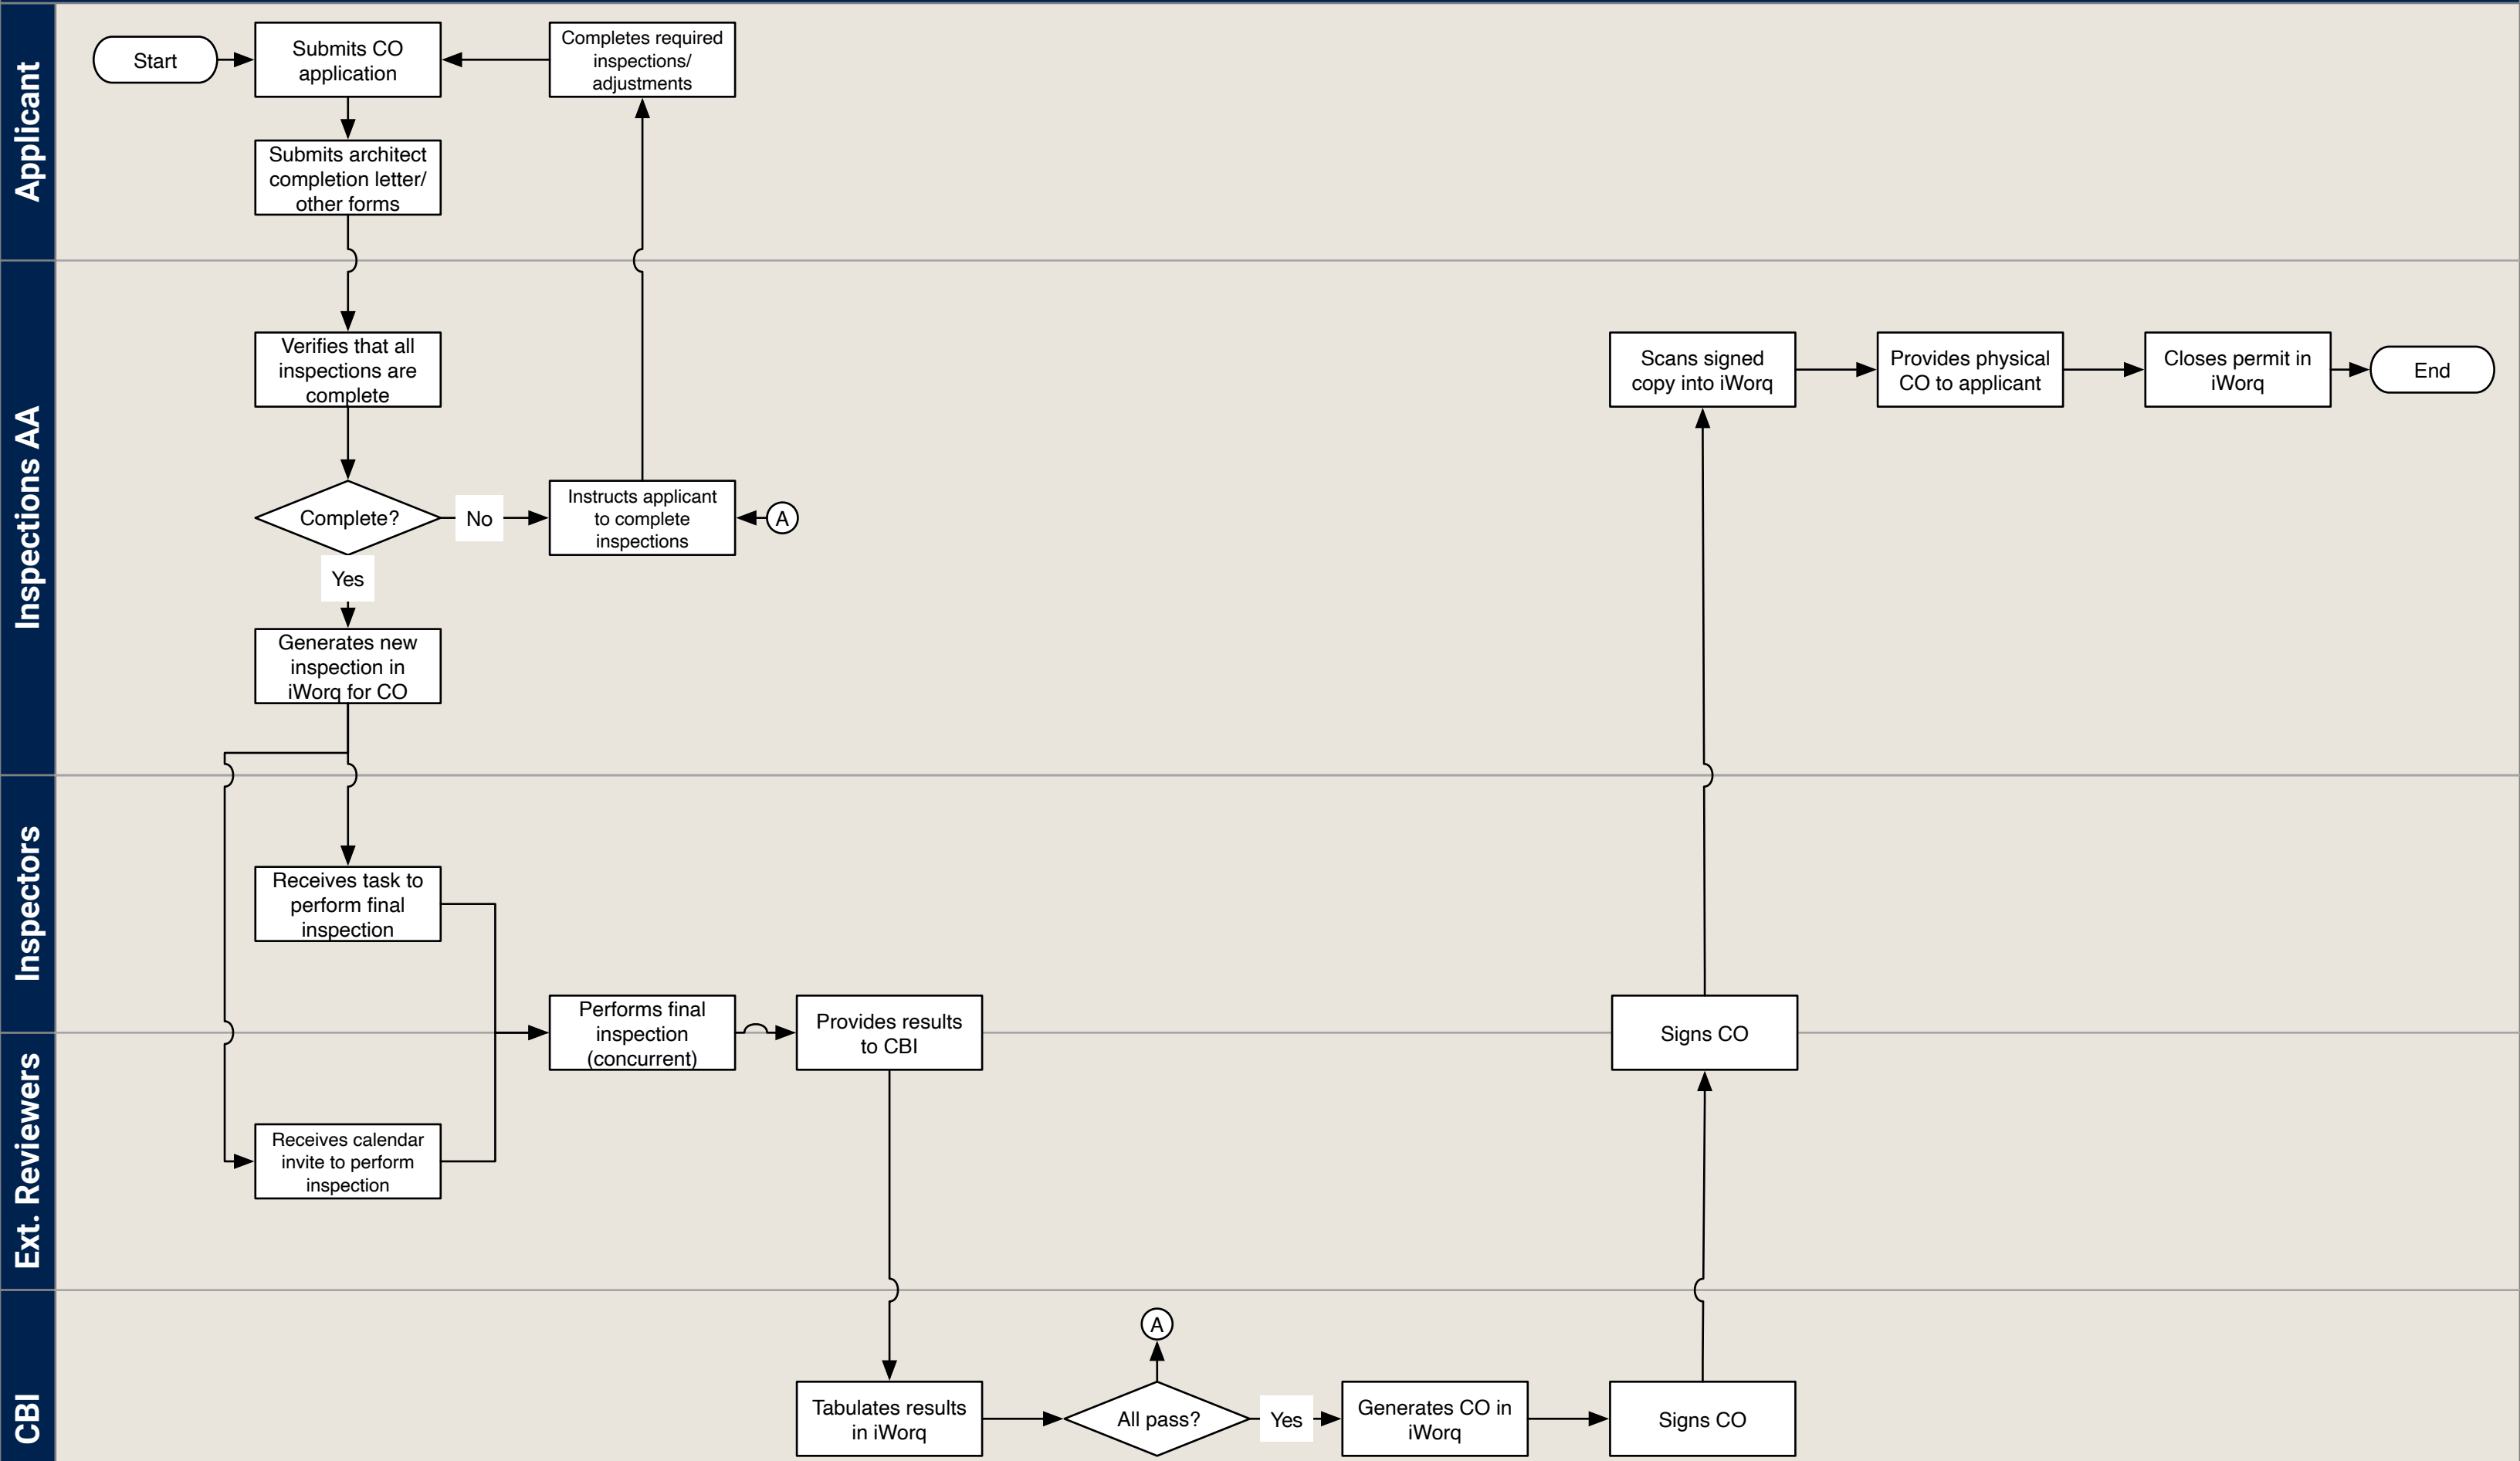 Applicant
Start
Submits CO
application
Completes required
inspections/
adjustments
Submits architect
completion letter/
other forms
Inspections AA
Verifies that all
inspections are
complete
Scans signed
copy into iWorq
Provides physical
CO to applicant
Closes permit in
iWorq
End
Complete?
No
Instructs applicant
to complete
inspections
A
Yes
Generates new
inspection in
iWorq for CO
Inspectors
Receives task to
perform final
inspection
Performs final
inspection
(concurrent)
Provides results
to CBI
Signs CO
Ext. Reviewers
Receives calendar
invite to perform
inspection
CBI
A
Tabulates results
in iWorq
All pass?
Yes
Generates CO in
iWorq
Signs CO